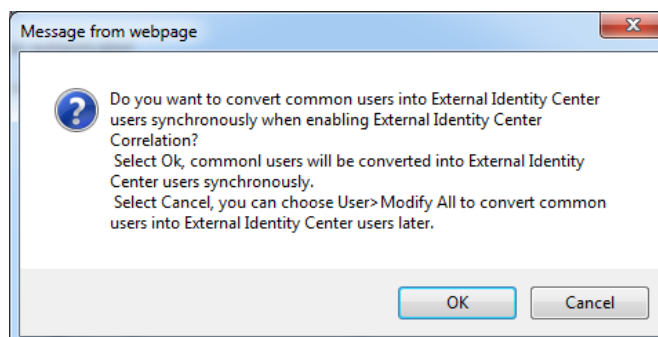 Message from webpage
Do you want to convert common users into External Identity Center
users synchronously when enabling External Identity Center
Correlation?
Select Ok, commonl users will be converted into External Identity
Center users synchronously.
Select Cancel, you can choose User>Modify All to convert common
users into External Identity Center users later.
OK
Cancel